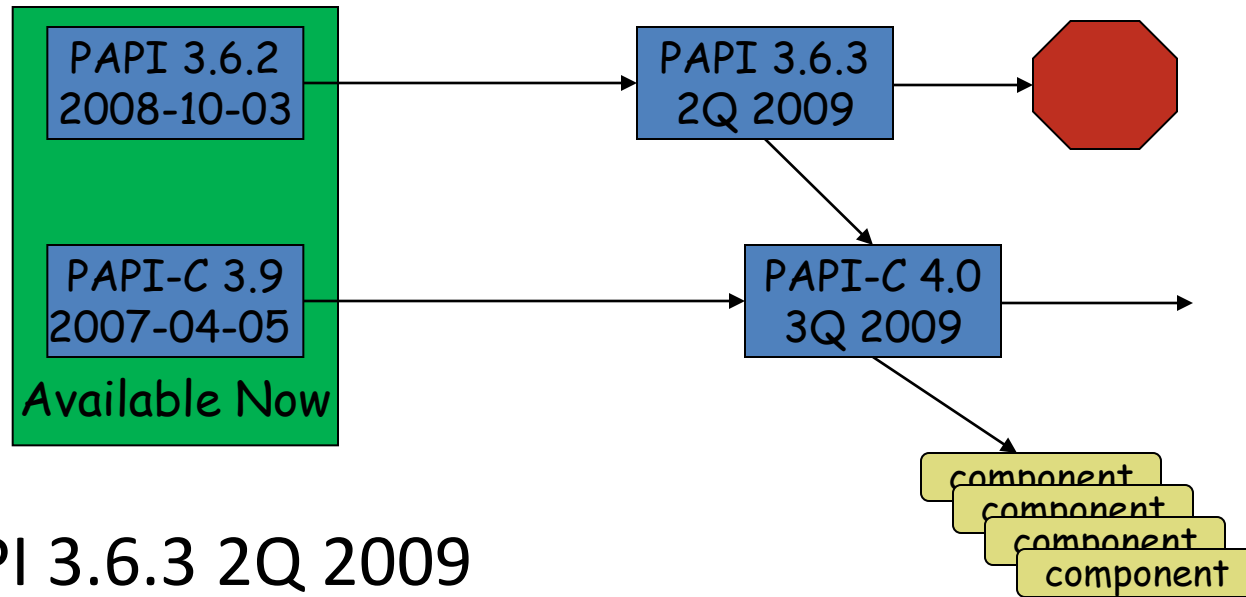 PAPI 3.6.2
2008-10-03
PAPI 3.6.3
2Q 2009
PAPI-C 3.9
2007-04-05
PAPI-C 4.0
3Q 2009
Available Now
component
component
component
component
PI 3.6.3 2Q 2009